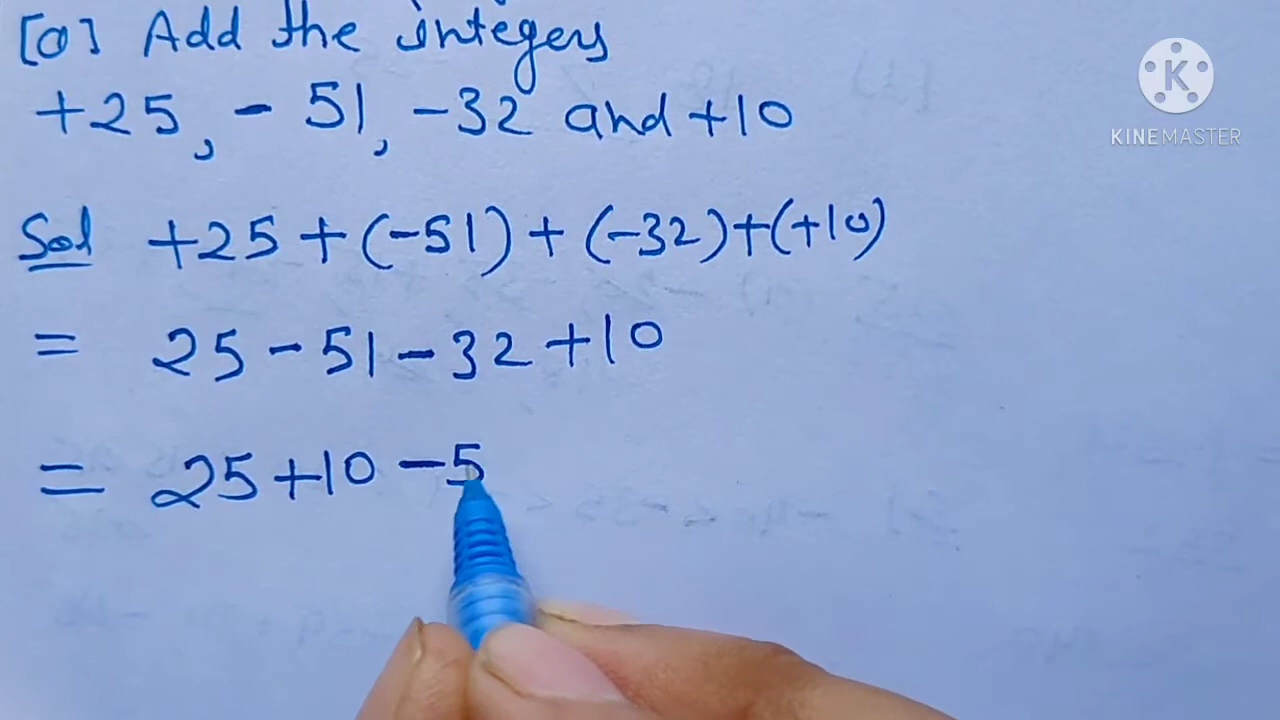 [a] Add the integers
+25, - 51, -32 and +10
Sol +25 + (-51) + (-32) + (+10)
= 25 - 51 - 32 + 10
= 25 + 10 - 5
K
KINEMASTER